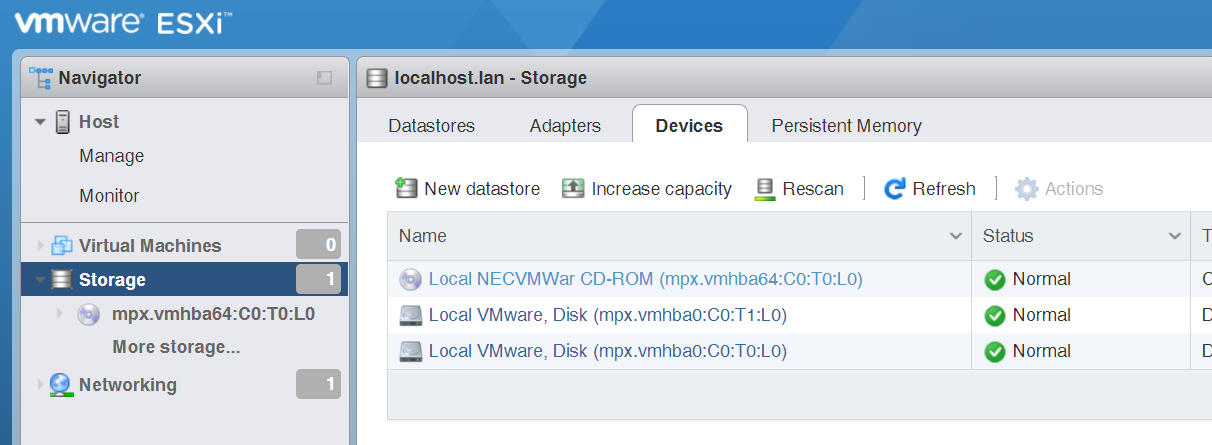 vmware® ESXi™
Navigator
Host
Manage
Monitor
Virtual Machines 0
Storage 1
mpx.vmhba64:C0:T0:L0
More storage...
Networking 1
localhost.lan - Storage
Datastores Adapters Devices Persistent Memory
New datastore Increase capacity Rescan Refresh Actions
Name Status
Local NECVMWar CD-ROM (mpx.vmhba64:C0:T0:L0) Normal
Local VMware, Disk (mpx.vmhba0:C0:T1:L0) Normal
Local VMware, Disk (mpx.vmhba0:C0:T0:L0) Normal